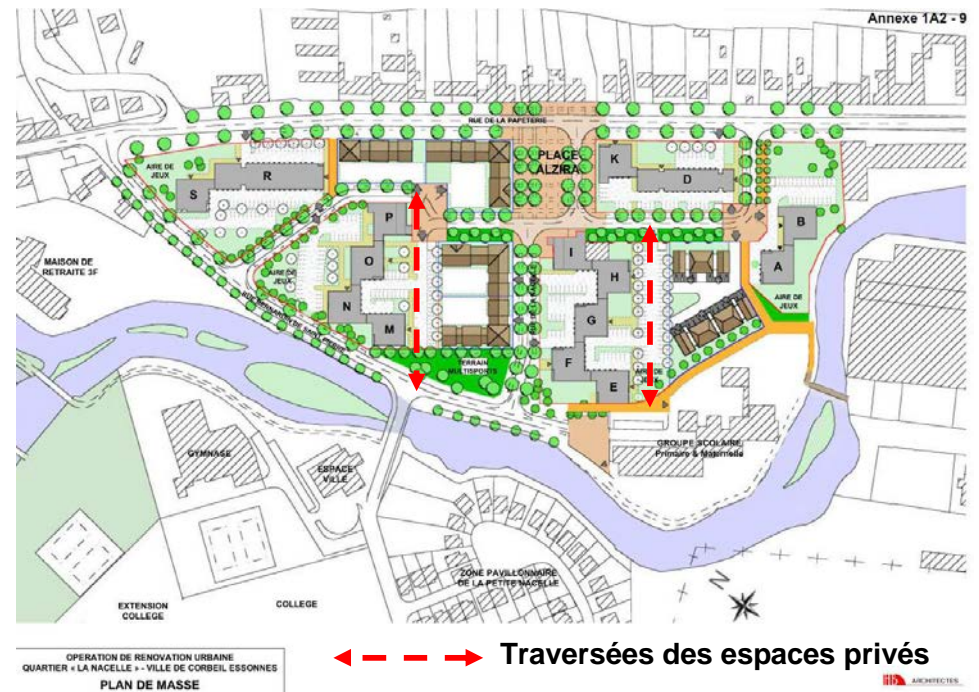 Annexe 1A2 - 9
RUE DE LA PAPETERIE
PLACE
ALZIRA
AIRE DE
JEUX
S
R
K
D
B
A
P
O
N
M
I
H
G
F
E
AIRE DE
JEUX
AIRE DE
JEUX
AIRE DE
JEUX
MAISON DE
RETRAITE 3F
TERRAIN
MULTISPORTS
GROUPE SCOLAIRE
Primaire & Maternelle
GYMNASE
ESPACE
VILLE
ZONE PAVILLONNAIRE
DE LA PETITE NACELLE
EXTENSION
COLLEGE
COLLEGE
N
OPERATION DE RENOVATION URBAINE
QUARTIER « LA NACELLE » - VILLE DE CORBEIL ESSONNES
PLAN DE MASSE
Traversées des espaces privés
ARCHITECTES